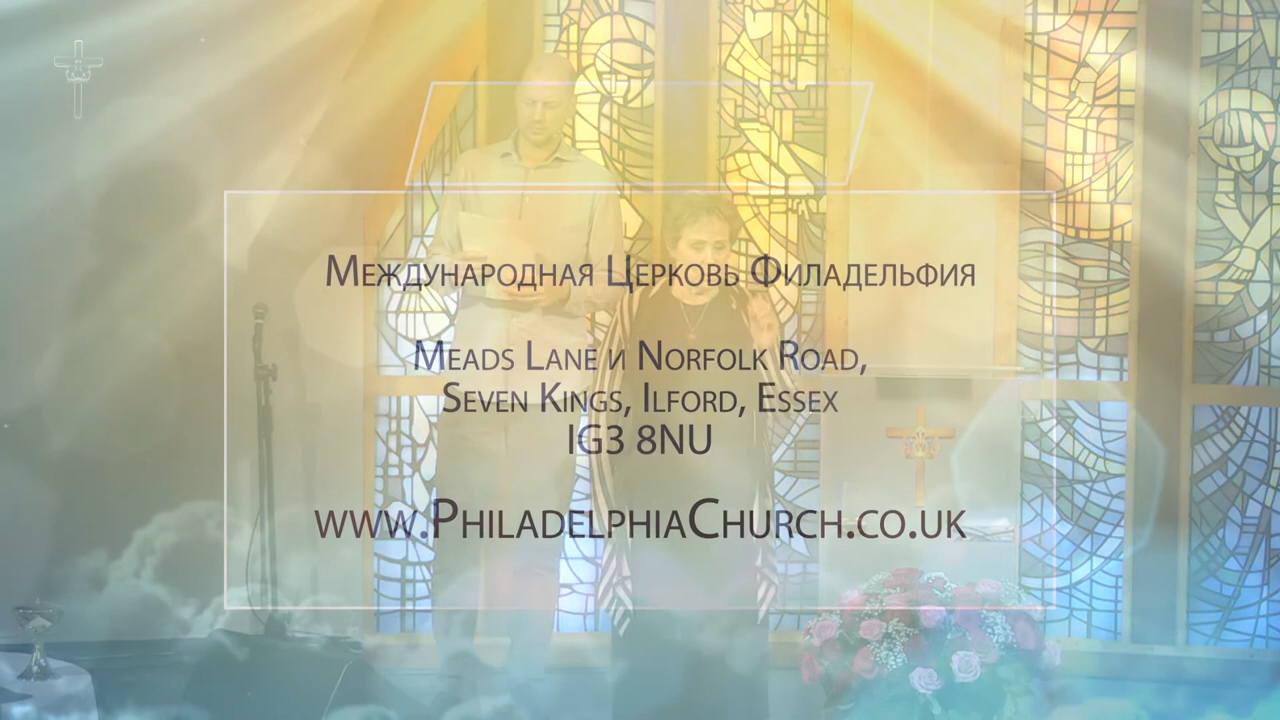 Международная Церковь Филадельфия
Meads Lane и Norfolk Road,
Seven Kings, Ilford, Essex
IG3 8NU
www.PhiladelphiaChurch.co.uk